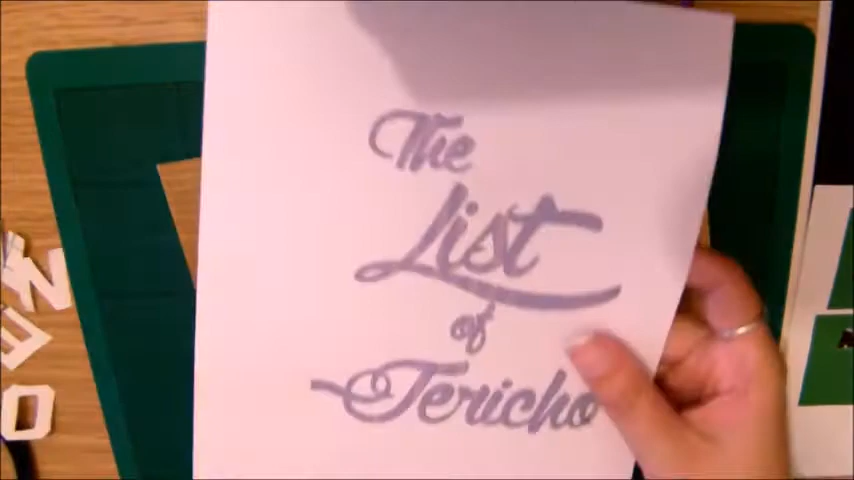 The
List
of
Jericho
N
O